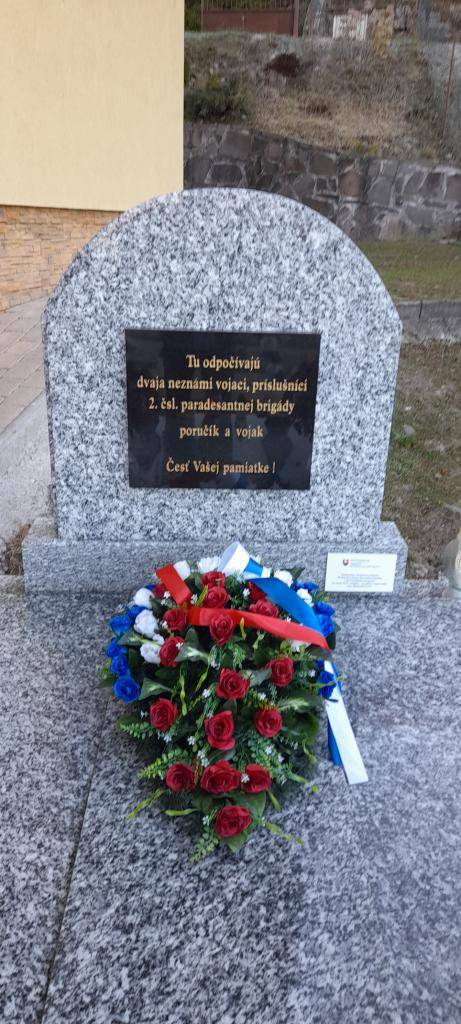 Tu odpočívajú
dvaja neznámi vojaci, príslušníci
2. čsl. paradesantnej brigády
poručík a vojak
Česť Vašej pamiatke !